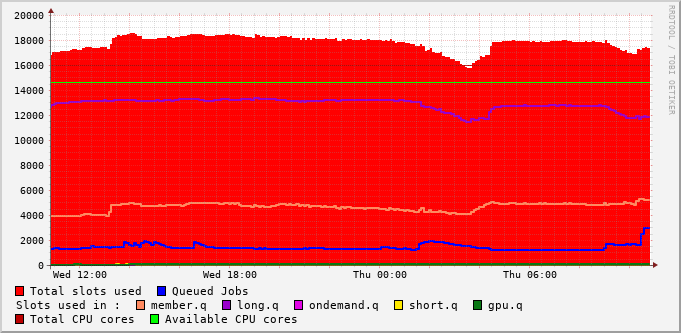 20000
18000
16000
14000
12000
10000
8000
6000
4000
2000
0
Wed 12:00 Wed 18:00 Thu 00:00 Thu 06:00
RRDTOOL / TOBI OETIKER
Total slots used Queued Jobs
Slots used in : member.q long.q ondemand.q short.q gpu.q
Total CPU cores Available CPU cores